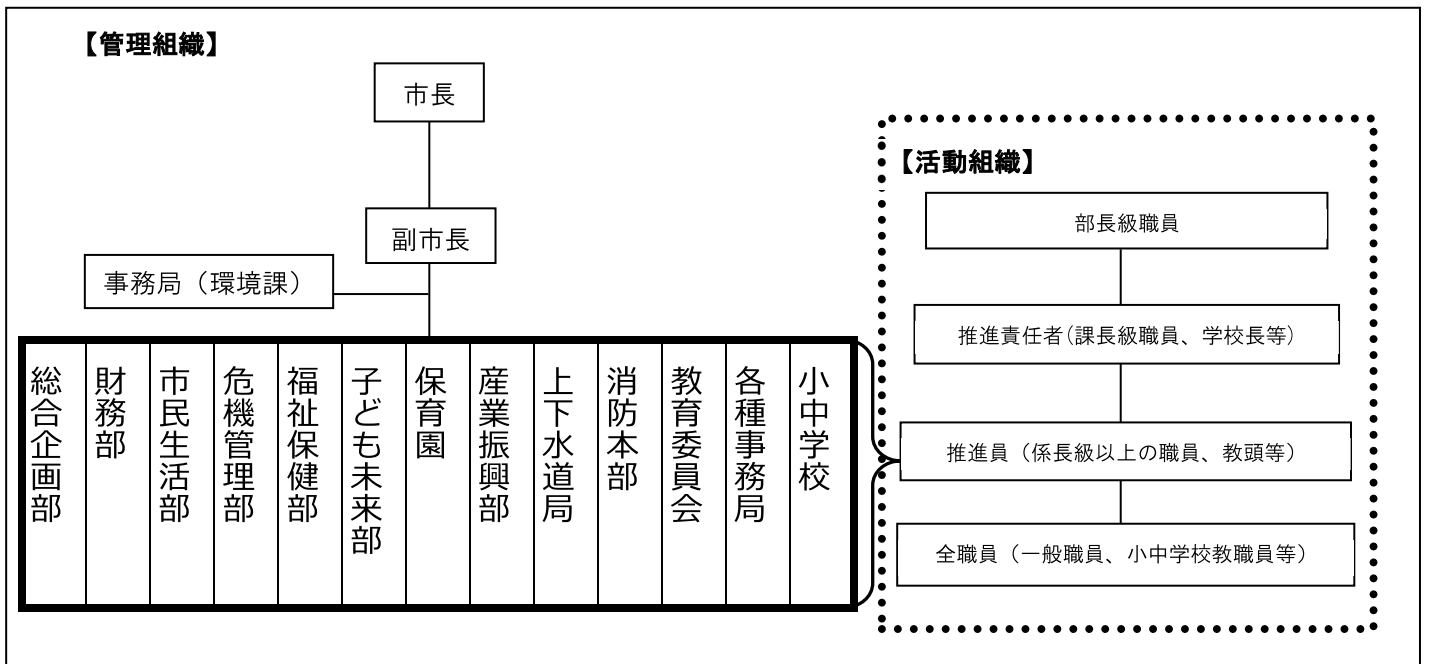 【管理組織】
市長
副市長
事務局（環境課）
総合企画部
財務部
市民生活部
危機管理部
福祉保健部
子ども未来部
保育園
産業振興部
上下水道局
消防本部
教育委員会
各種事務局
小中学校
【活動組織】
部長級職員
推進責任者(課長級職員、学校長等)
推進員（係長級以上の職員、教頭等）
全職員（一般職員、小中学校教職員等）